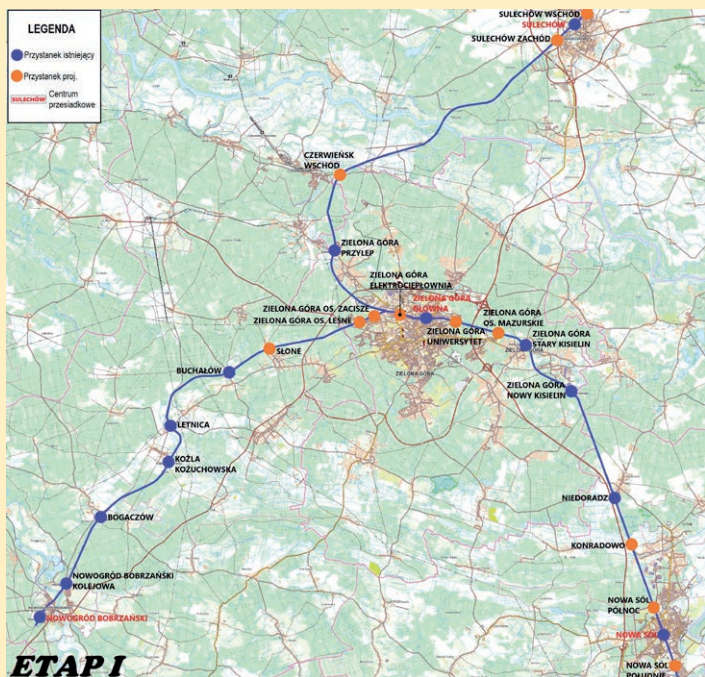 LEGENDA
Przystanek istniejący
Przystanek proj.
SULECHÓW
Centrum
przesiadkowe
SULECHÓW WSCHÓD
SULECHÓW
SULECHÓW ZACHÓD
CZERWIEŃSK
WSCHÓD
ZIELONA GÓRA
PRZYLEP
ZIELONA GÓRA
ELEKTROCIEPŁOWNIA
ZIELONA GÓRA
GŁÓWNA
ZIELONA GÓRA OS. ZACISZE
ZIELONA GÓRA OS. LEŚNE
ZIELONA GÓRA
UNIWERSYTET
ZIELONA GÓRA
OS. MAZURSKIE
ZIELONA GÓRA
STARY KISIELIN
ZIELONA GÓRA
ZIELONA GÓRA
NOWY KISIELIN
SŁONE
BUCHAŁÓW
LETNICA
KOŹLA
KOŻUCHOWSKA
NIEDORADZ
BOGACZÓW
KONRADOWO
NOWOGRÓD BOBRZAŃSKI
KOLEJOWA
NOWOGRÓD BOBRZAŃSKI
NOWA SÓL
PÓŁNOC
NOWA SÓL
NOWA SÓL
POŁUDNIE
ETAP I